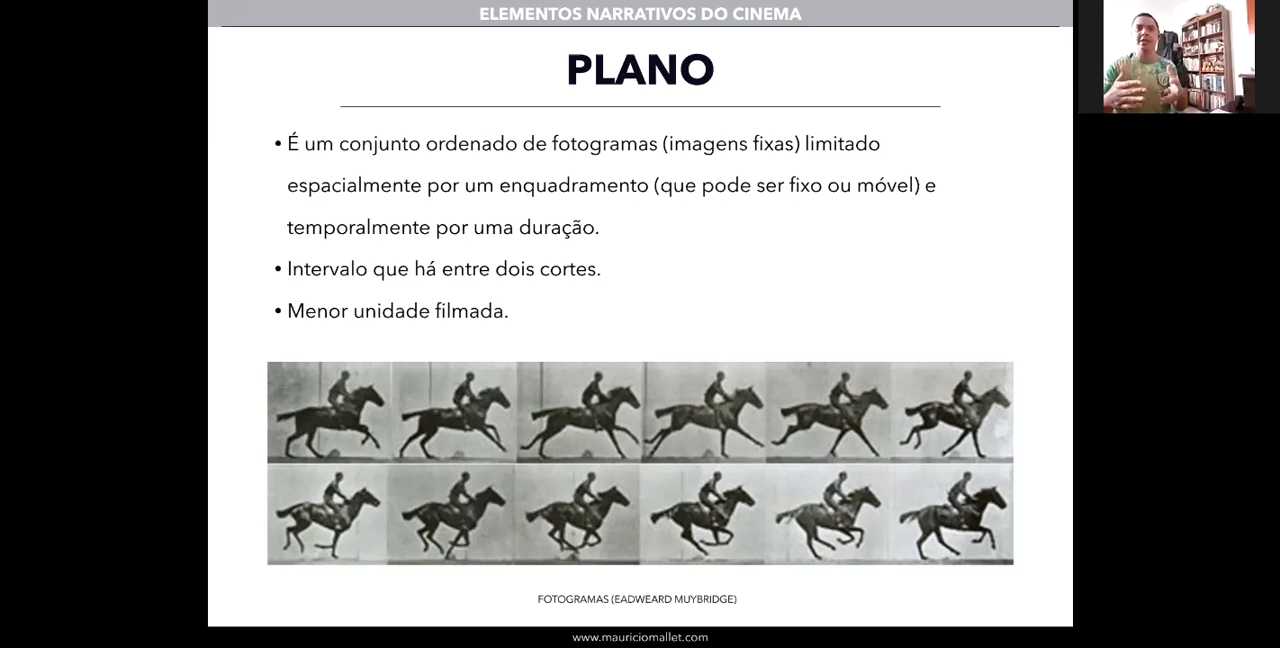 ELEMENTOS NARRATIVOS DO CINEMA
PLANO
• É um conjunto ordenado de fotogramas (imagens fixas) limitado
espacialmente por um enquadramento (que pode ser fixo ou móvel) e
temporalmente por uma duração.
• Intervalo que há entre dois cortes.
• Menor unidade filmada.
FOTOGRAMAS (EADWEARD MUYBRIDGE)
www.mauriciomallet.com